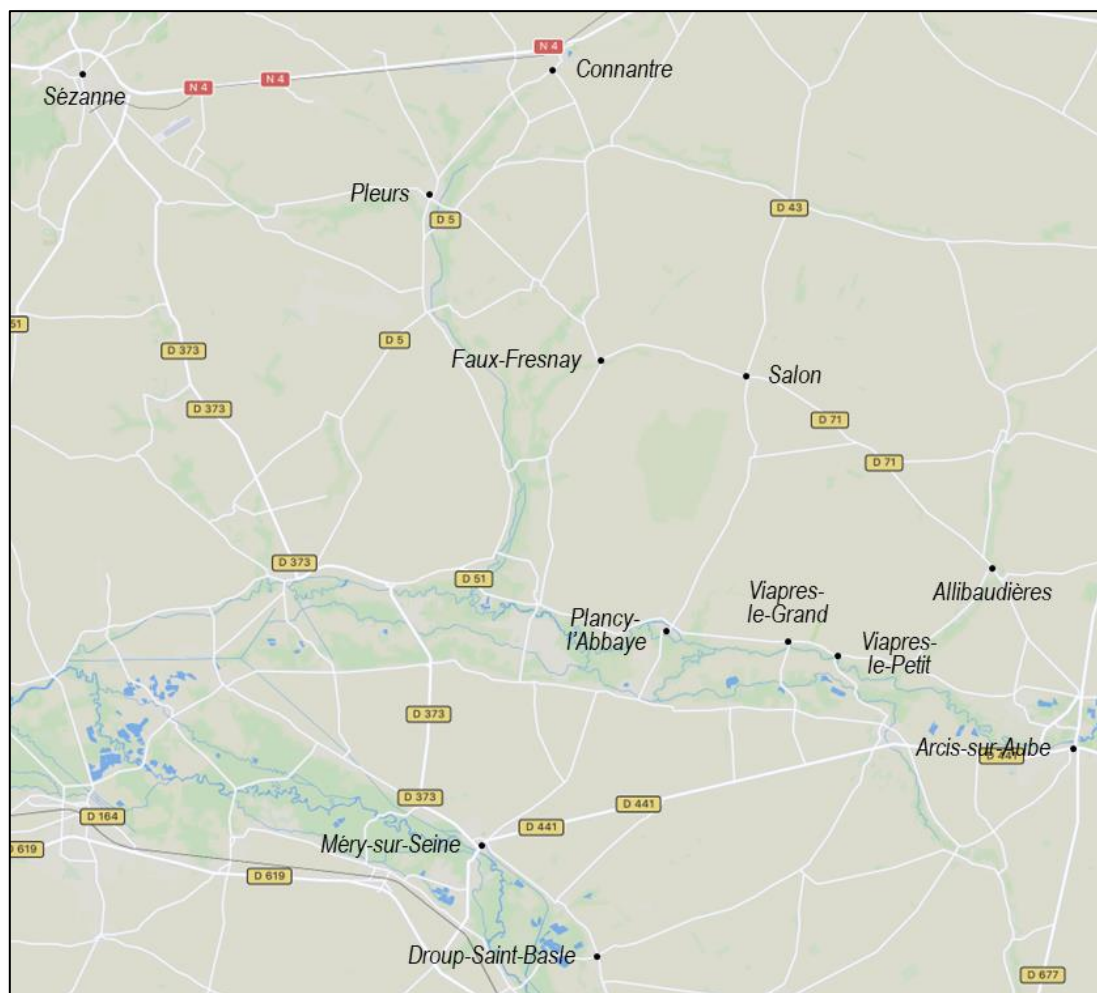 N 4
Connantre
Sézanne
N 4
N 4
Pleurs
D 5
D 43
51
D 373
D 5
Faux-Fresnay
Salon
D 373
D 71
D 71
D 373
D 51
Allibaudières
Plancy-
l'Abbaye
Viapres-
le-Grand
Viapres-
le-Petit
D 373
Arcis-sur-Aube
D 441
D 373
D 441
D 441
D 164
Méry-sur-Seine
D 619
D 619
Droup-Saint-Basle
D 677